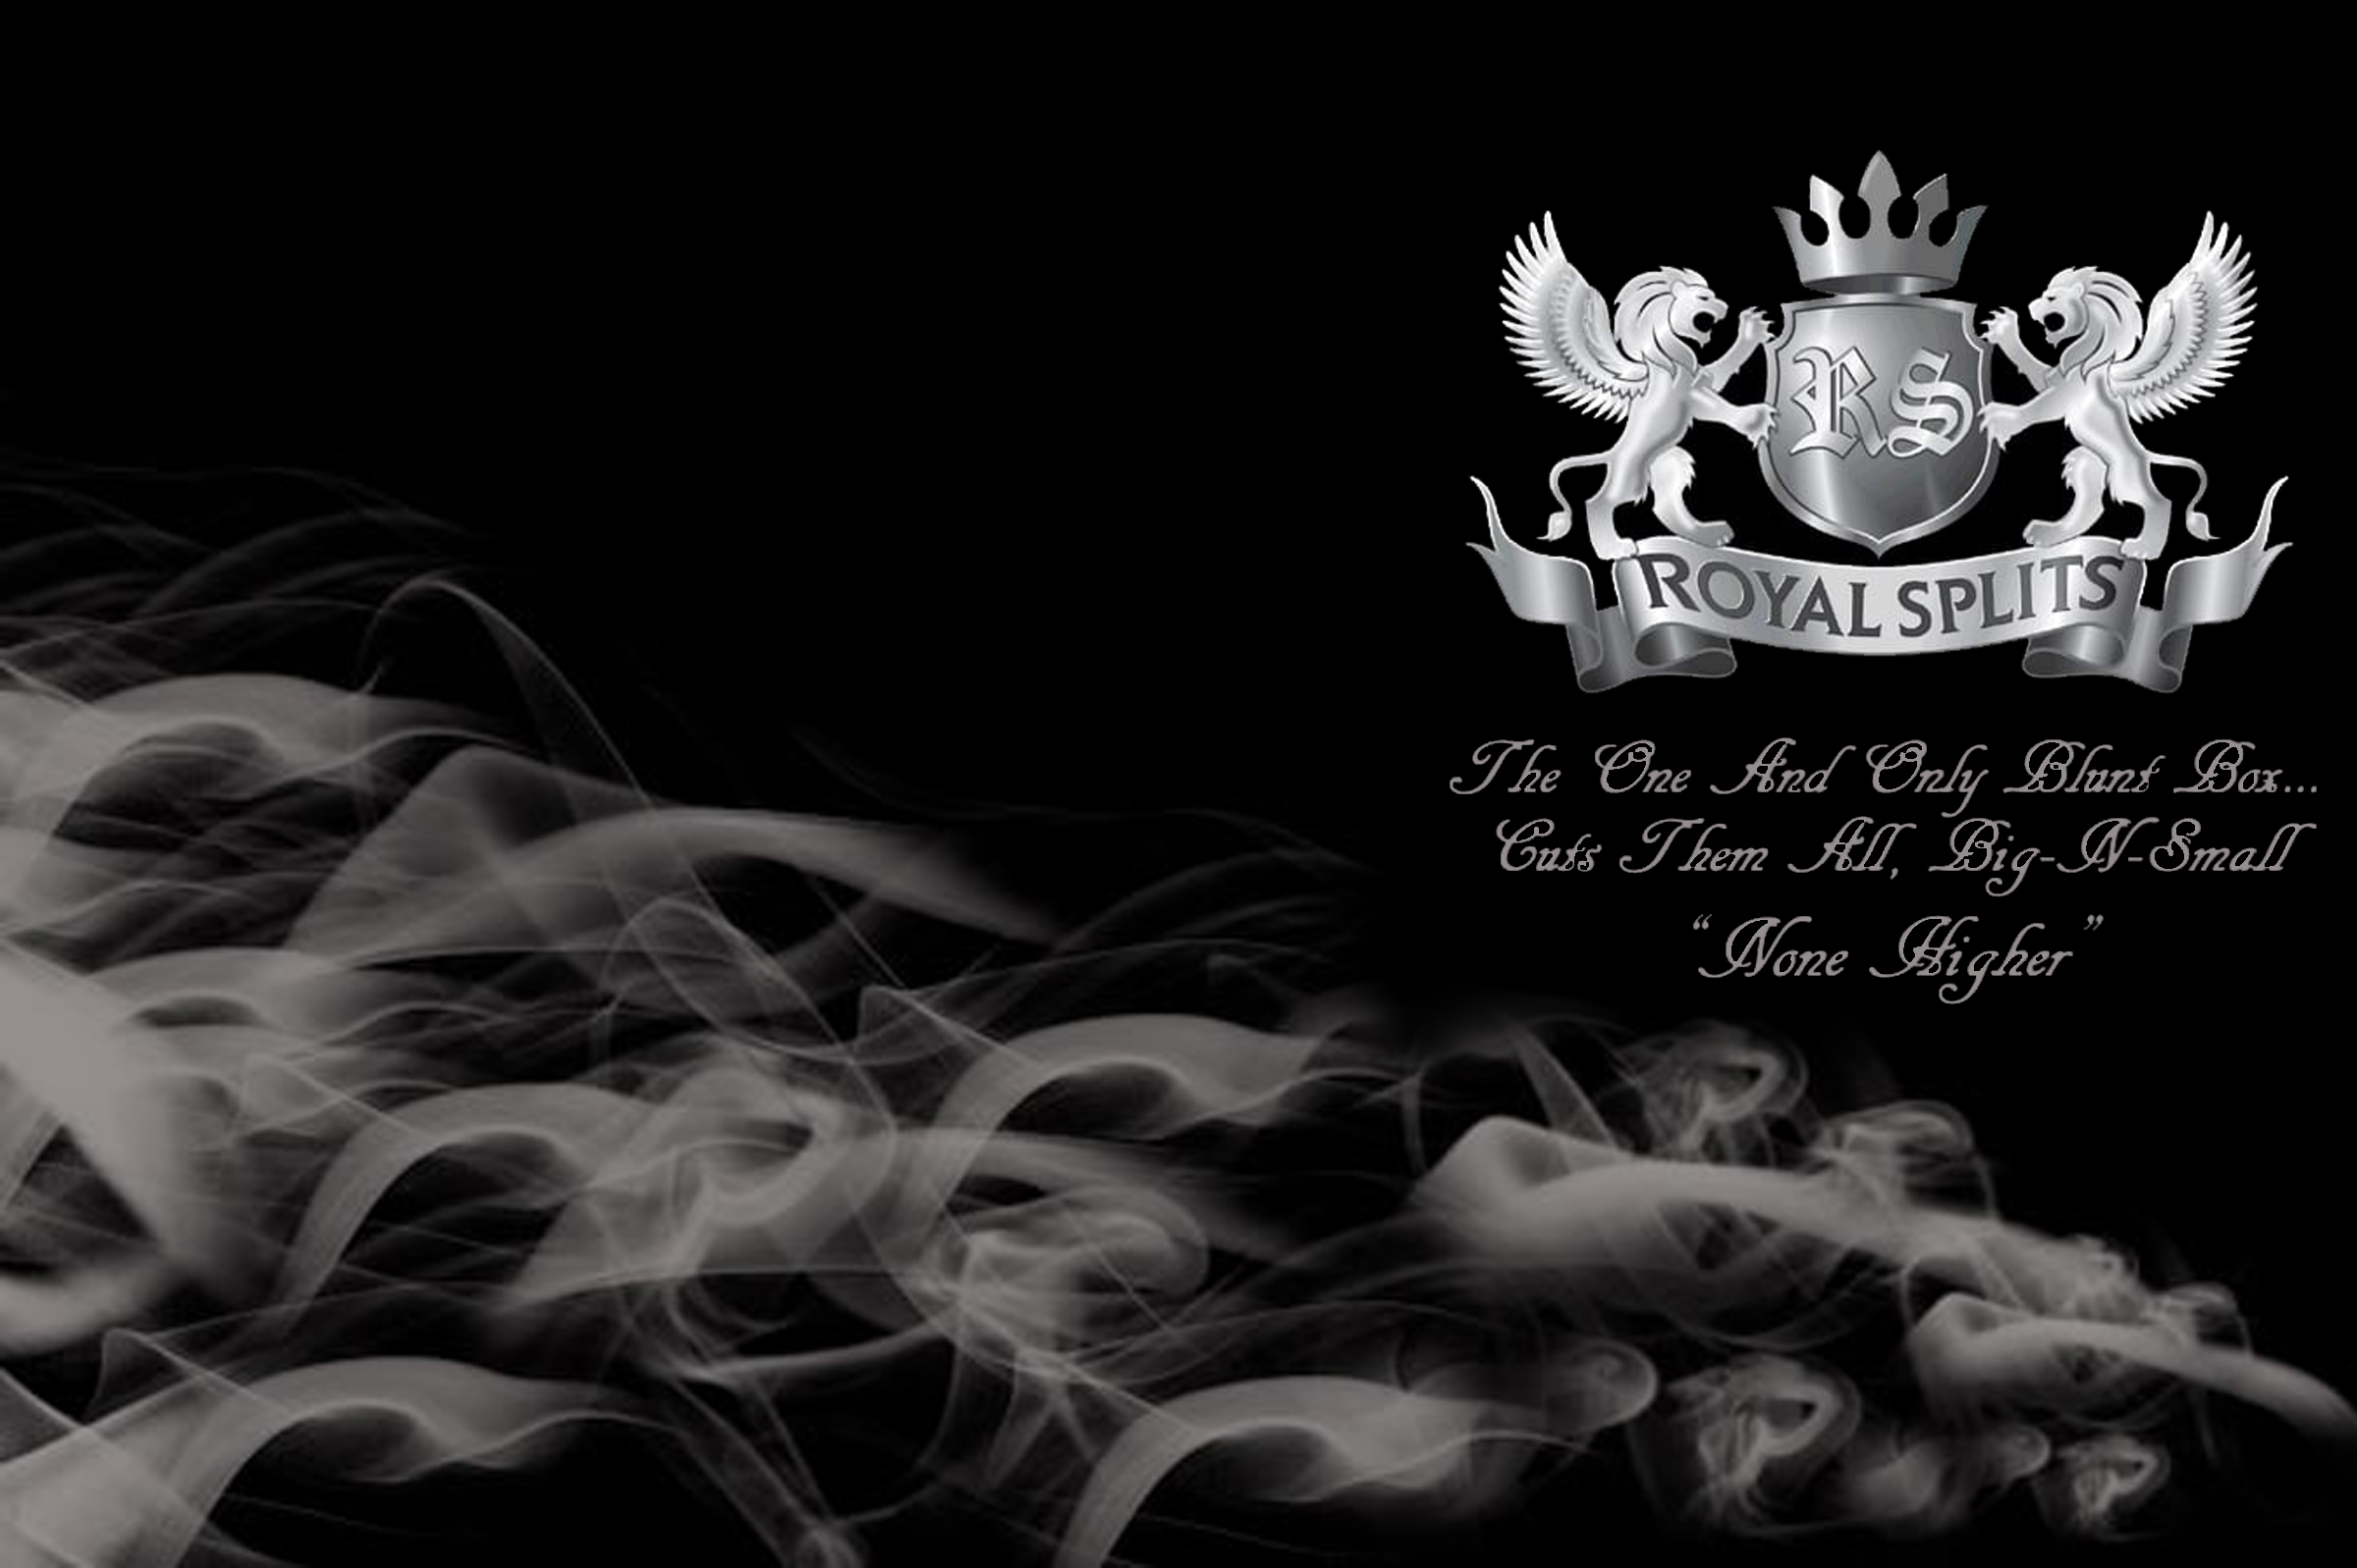 RS
ROYAL SPLITS
The One And Only Blunt Box...
Cuts Them All, Big-N-Small
“None Higher”